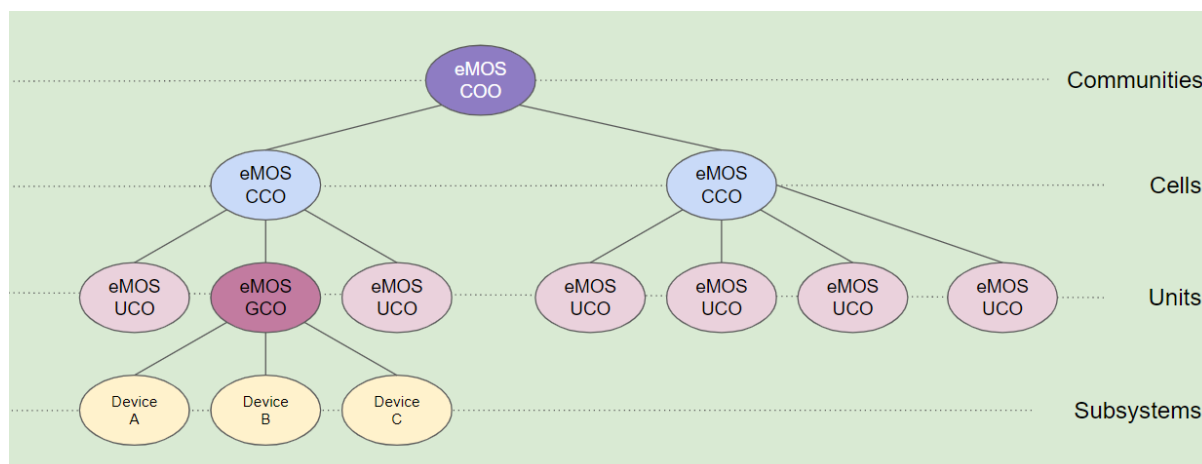 eMOS
COO
Communities
eMOS
CCO
eMOS
CCO
Cells
eMOS
UCO
eMOS
GCO
eMOS
UCO
eMOS
UCO
eMOS
UCO
eMOS
UCO
eMOS
UCO
Units
Device
A
Device
B
Device
C
Subsystems